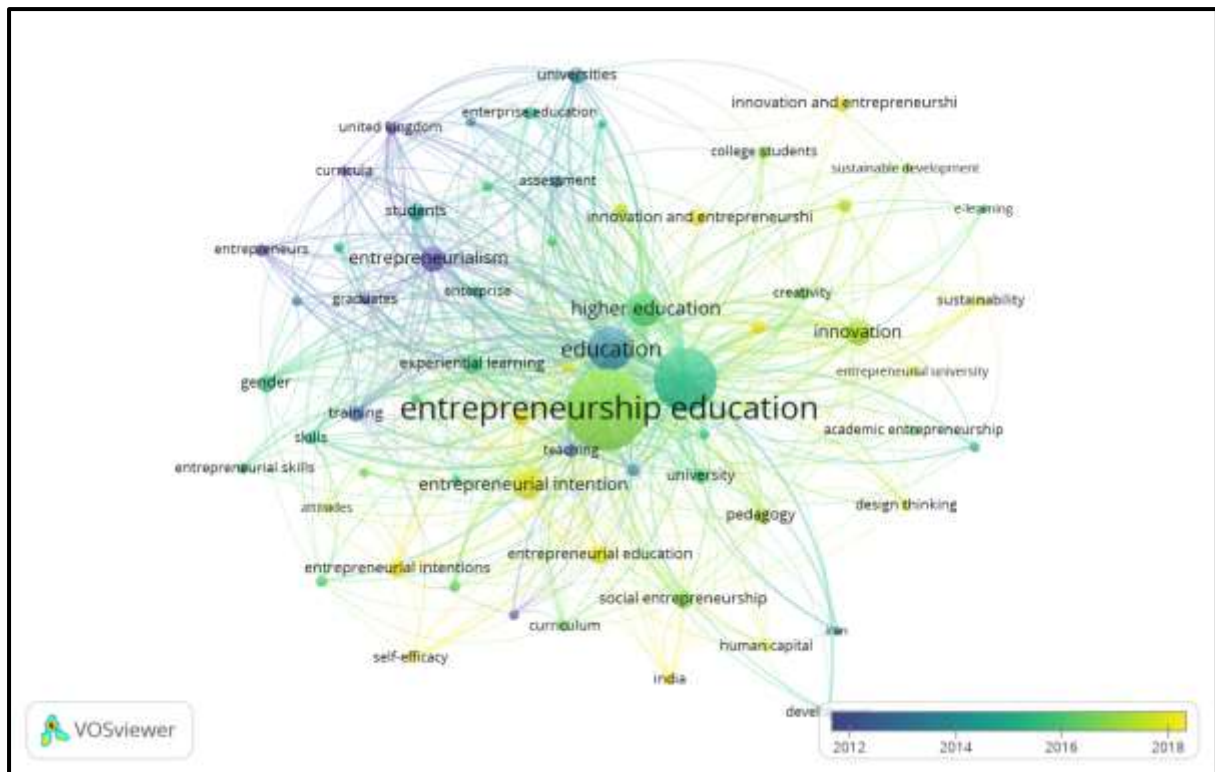 universities
innovation and entrepreneurshi
enterprise education
united kingdom
college students
curricula
assessment
sustainable development
students
innovation and entrepreneurshi
e-learning
entrepreneurs
entrepreneurialism
graduates
enterprise
creativity
sustainability
higher education
innovation
education
experiential learning
entrepreneurial university
gender
entrepreneurship education
training
academic entrepreneurship
skills
teaching
entrepreneurial skills
university
entrepreneurial intention
attitudes
design thinking
pedagogy
entrepreneurial education
entrepreneurial intentions
social entrepreneurship
curriculum
iran
human capital
self-efficacy
india
devel
VOSviewer
2012 2014 2016 2018